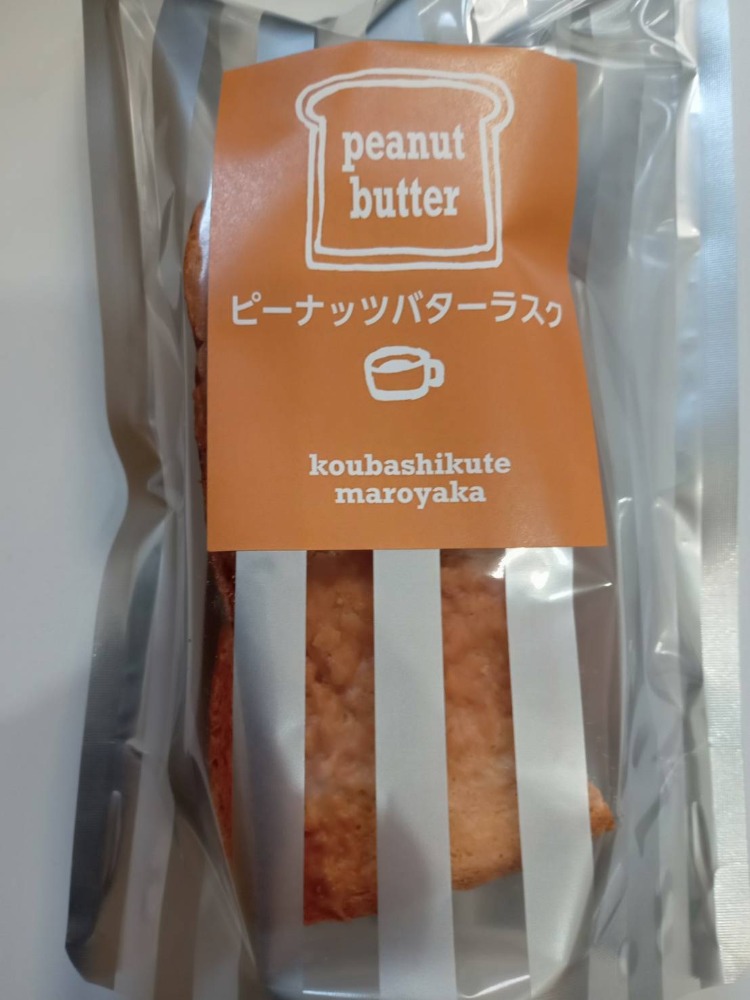 peanut
butter
ピーナッツバターラスク
koubashikute
maroyaka